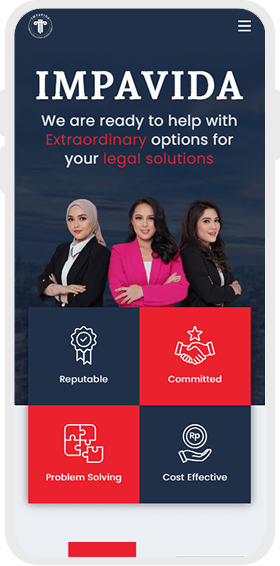 IMPAVIDA
IMPAVIDA
We are ready to help with
Extraordinary options for
your legal solutions
Reputable
Committed
Problem Solving
Rp
Cost Effective